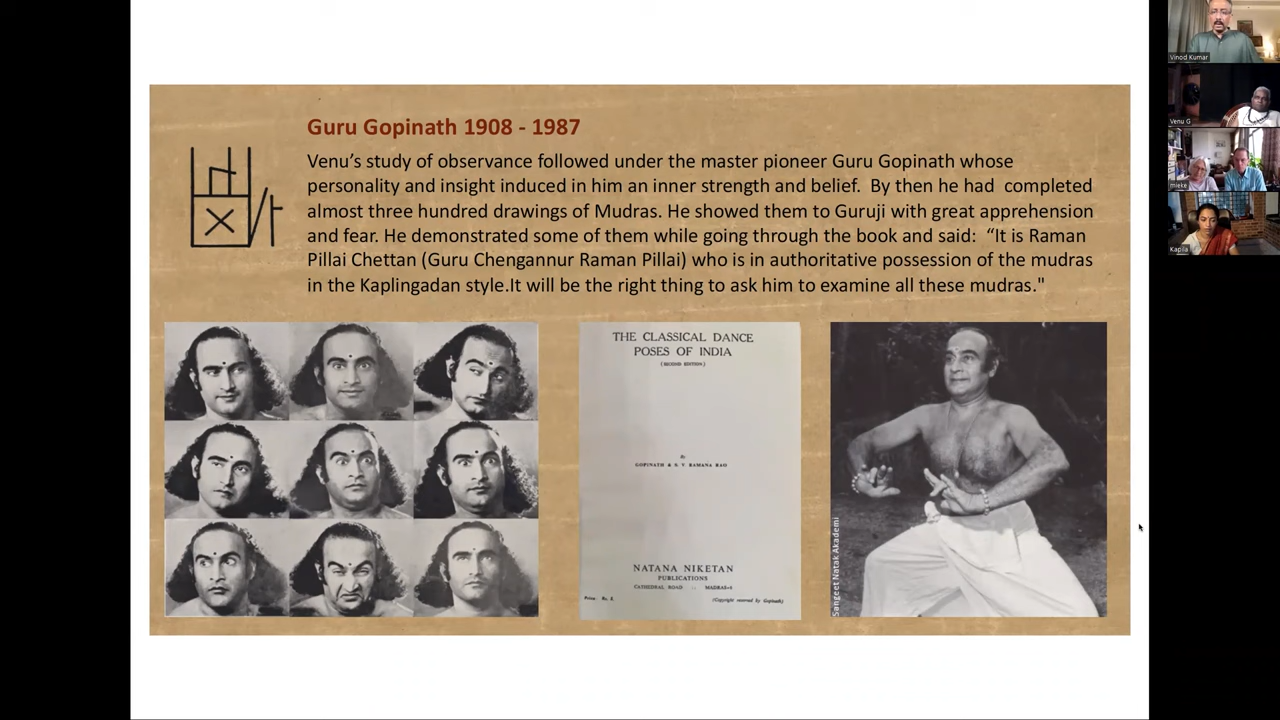 Guru Gopinath 1908 - 1987
Venu’s study of observance followed under the master pioneer Guru Gopinath whose
personality and insight induced in him an inner strength and belief.  By then he had  completed
almost three hundred drawings of Mudras. He showed them to Guruji with great apprehension
and fear. He demonstrated some of them while going through the book and said:  “It is Raman
Pillai Chettan (Guru Chengannur Raman Pillai) who is in authoritative possession of the mudras
in the Kaplingadan style.It will be the right thing to ask him to examine all these mudras."
THE CLASSICAL DANCE
POSES OF INDIA
(SECOND EDITION)
By
GOPINATH & S. V. RAMANA RAO
NATANA NIKETAN
PUBLICATIONS
CATHEDRAL ROAD .. MADRAS-6
Price- Rs. 8. (Copyright reserved by Gopinath)
Sangeet Natak Akademi
Vinod Kumar
Venu G
mieke
Kapila